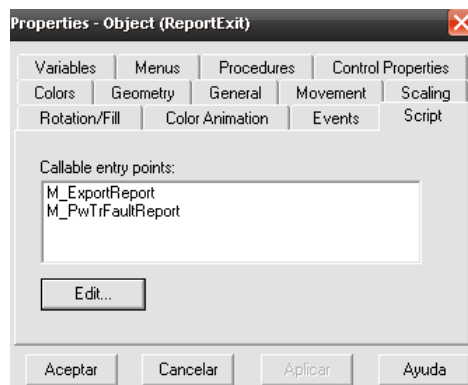 Properties - Object (ReportExit)
Variables Menus Procedures Control Properties
Colors Geometry General Movement Scaling
Rotation/Fill Color Animation Events Script
Callable entry points:
M_ExportReport
M_PwTrFaultReport
Edit...
Aceptar Cancelar Aplicar Ayuda